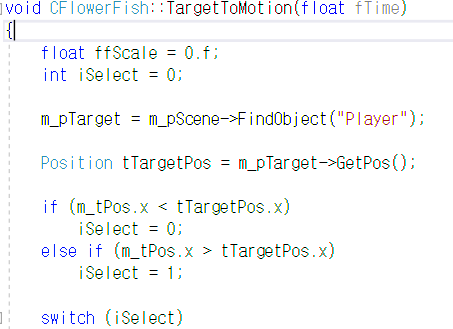 void CFlowerFish::TargetToMotion(float fTime)
{
float ffScale = 0.f;
int iSelect = 0;
m_pTarget = m_pScene->FindObject("Player");
Position tTargetPos = m_pTarget->GetPos();
if (m_tPos.x < tTargetPos.x)
iSelect = 0;
else if (m_tPos.x > tTargetPos.x)
iSelect = 1;
switch (iSelect)